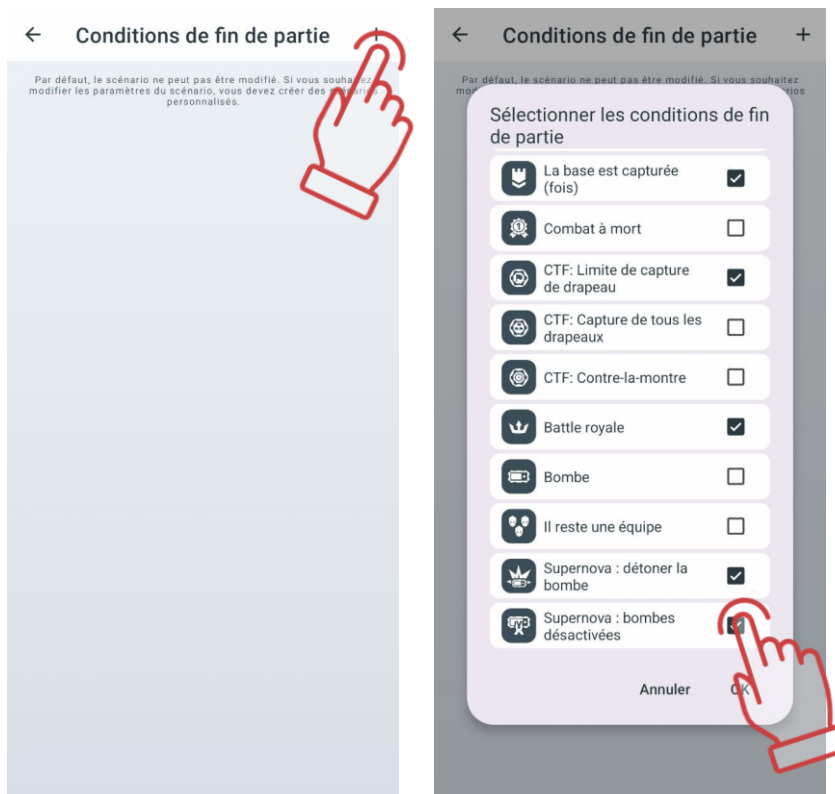 Conditions de fin de partie
Par défaut, le scénario ne peut pas être modifié. Si vous souhaitez
modifier les paramètres du scénario, vous devez créer des scénarios
personnalisés.
Conditions de fin de partie
Par défaut, le scénario ne peut pas être modifié. Si vous souhaitez
Sélectionner les conditions de fin
de partie
La base est capturée
(fois)
Combat à mort
CTF: Limite de capture
de drapeau
CTF: Capture de tous les
drapeaux
CTF: Contre-la-montre
Battle royale
Bombe
Il reste une équipe
Supernova : détoner la
bombe
Supernova : bombes
désactivées
Annuler
OK